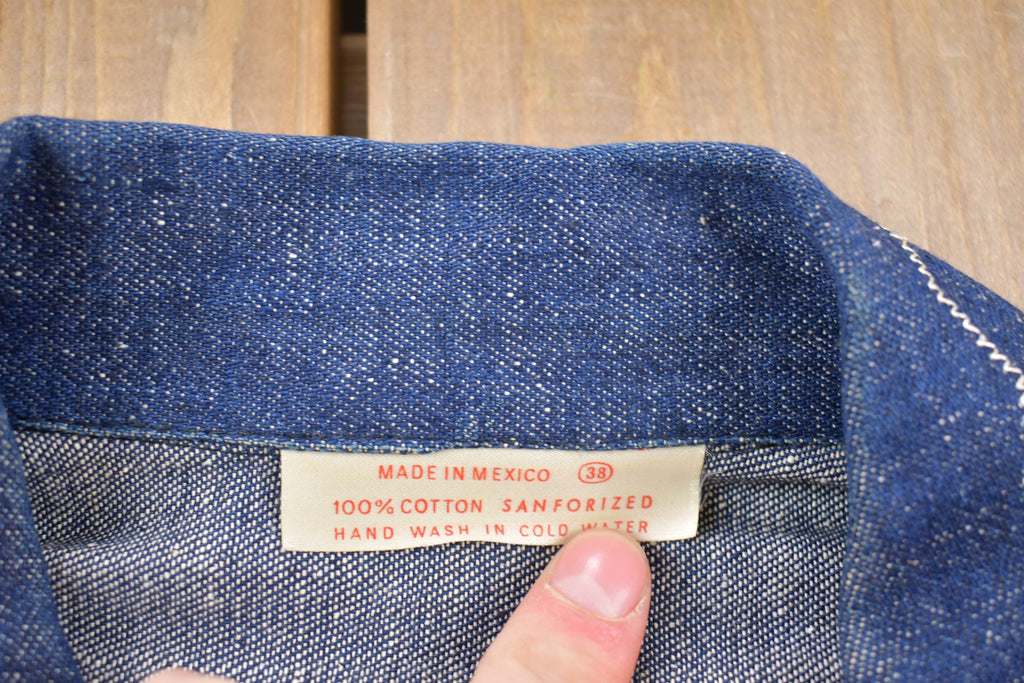 MADE IN MEXICO 38
100% COTTON SANFORIZED
HAND WASH IN COLD WATER